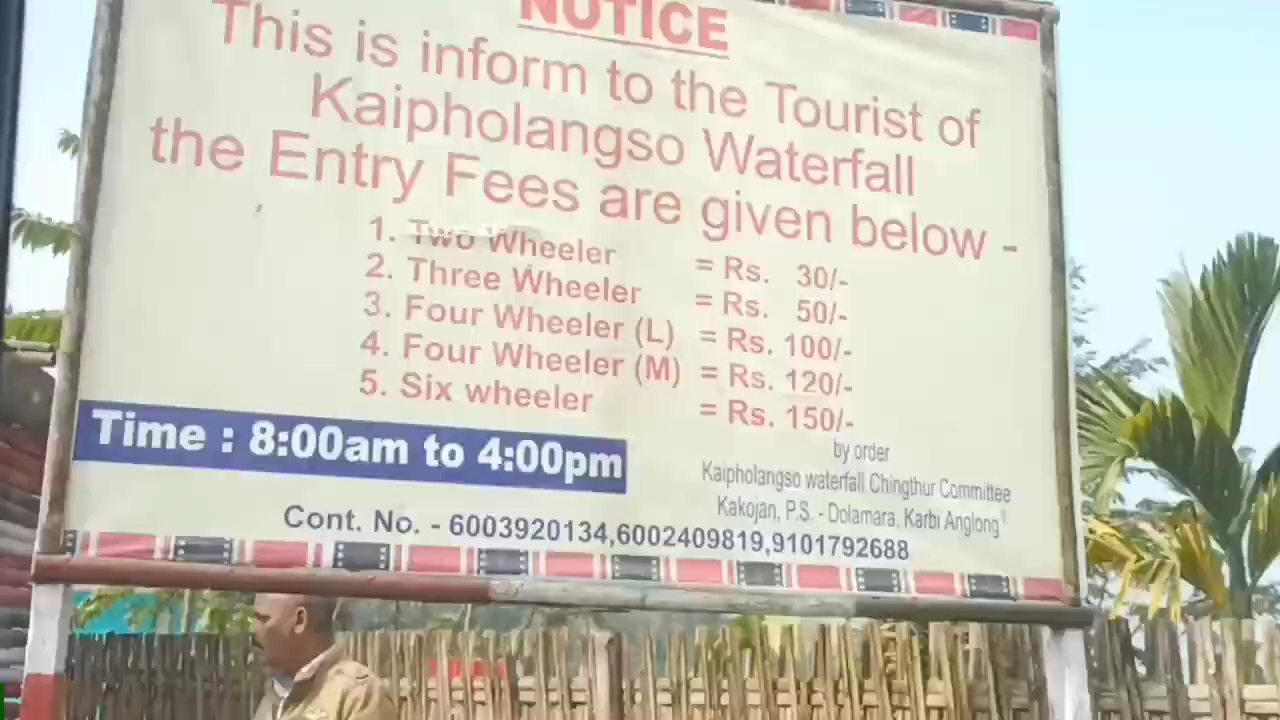 NOTICE
This is inform to the Tourist of
Kaipholangso Waterfall
the Entry Fees are given below -
1. Two Wheeler = Rs. 30/-
2. Three Wheeler = Rs. 50/-
3. Four Wheeler (L) = Rs. 100/-
4. Four Wheeler (M) = Rs. 120/-
5. Six wheeler = Rs. 150/-
Time : 8:00am to 4:00pm
by order
Kaipholangso waterfall Chingthur Committee
Kakojan, P.S. - Dolamara, Karbi Anglong
Cont. No. - 6003920134,6002409819,9101792688